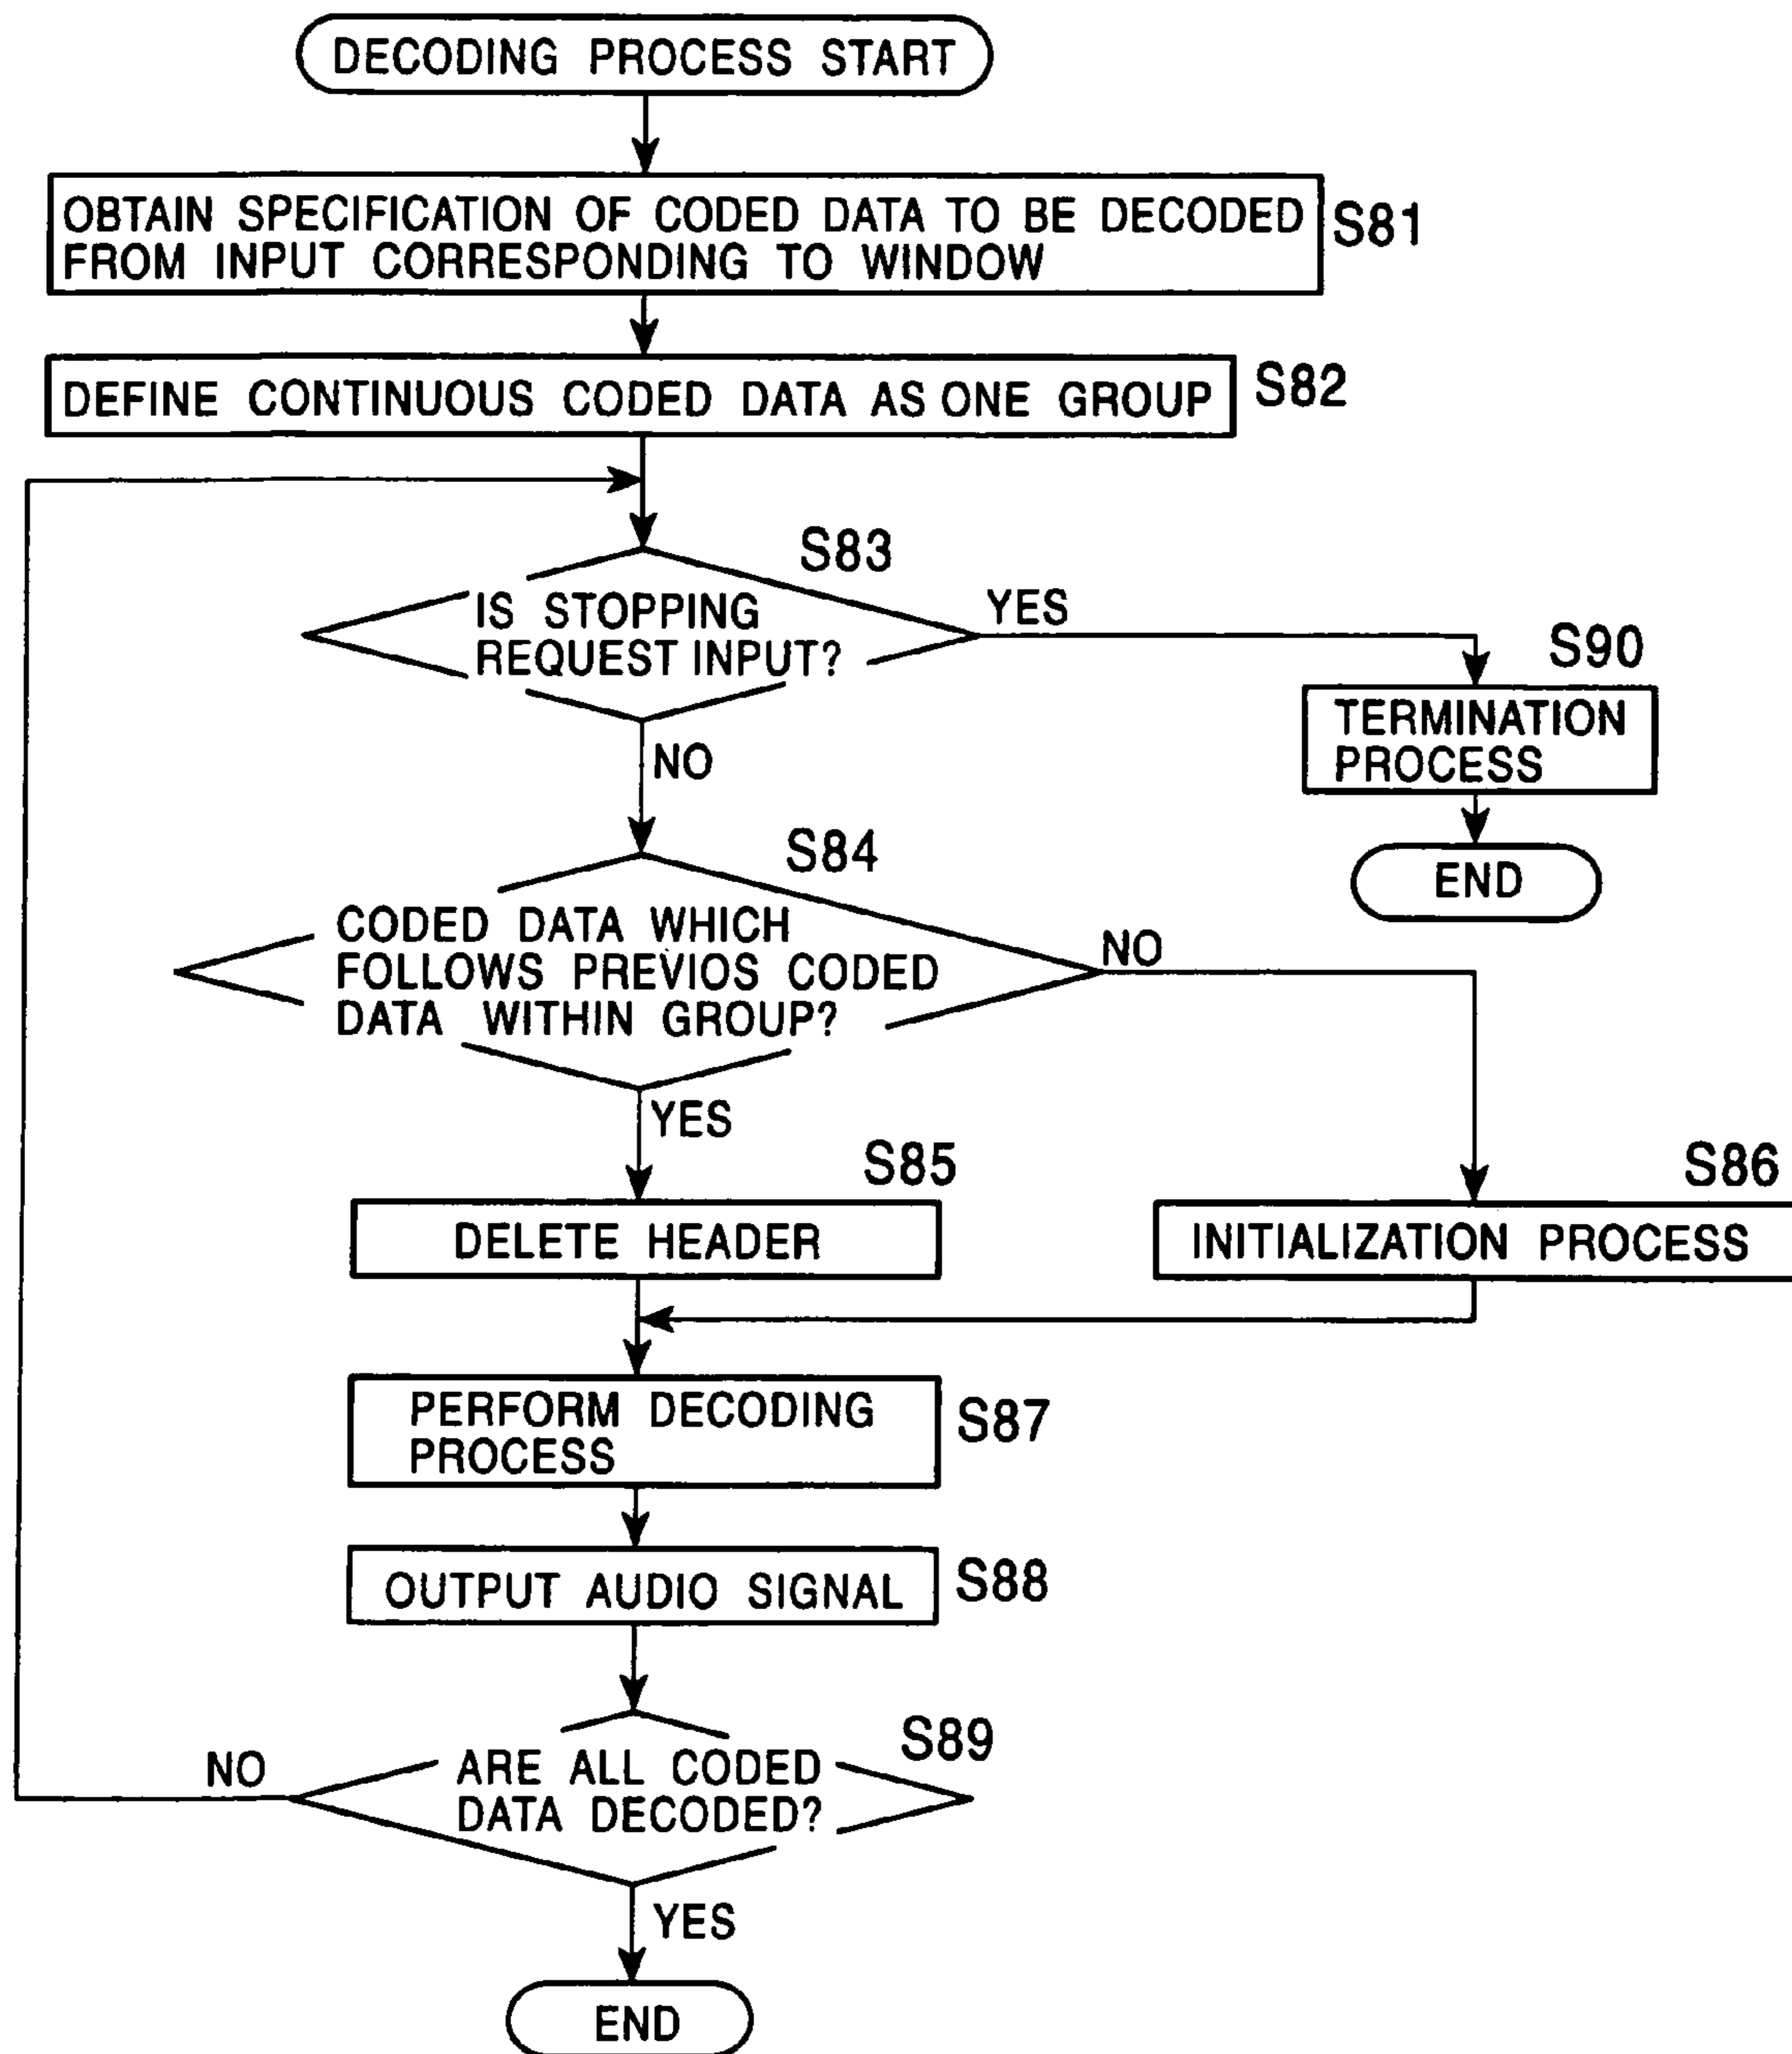 DECODING PROCESS START
OBTAIN SPECIFICATION OF CODED DATA TO BE DECODED
FROM INPUT CORRESPONDING TO WINDOW
S81
DEFINE CONTINUOUS CODED DATA AS ONE GROUP
S82
S83
IS STOPPING
REQUEST INPUT?
YES
S90
TERMINATION
PROCESS
END
NO
S84
CODED DATA WHICH
FOLLOWS PREVIOS CODED
DATA WITHIN GROUP?
NO
YES
S85
DELETE HEADER
S86
INITIALIZATION PROCESS
PERFORM DECODING
PROCESS
S87
OUTPUT AUDIO SIGNAL
S88
S89
ARE ALL CODED
DATA DECODED?
NO
YES
END